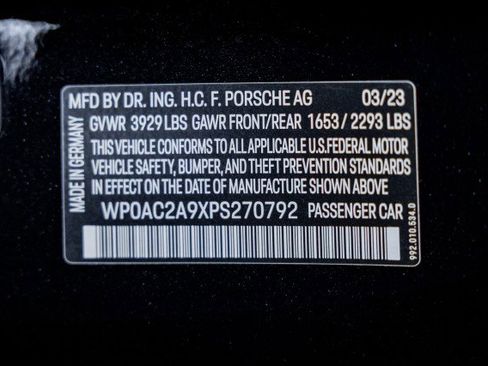 MFD BY DR. ING. H.C. F. PORSCHE AG 03/23
GVWR 3929 LBS GAWR FRONT/REAR 1653 / 2293 LBS
THIS VEHICLE CONFORMS TO ALL APPLICABLE U.S. FEDERAL MOTOR
VEHICLE SAFETY, BUMPER, AND THEFT PREVENTION STANDARDS
IN EFFECT ON THE DATE OF MANUFACTURE SHOWN ABOVE
WP0AC2A9XPS270792 PASSENGER CAR
MADE IN GERMANY
992.010.534.D